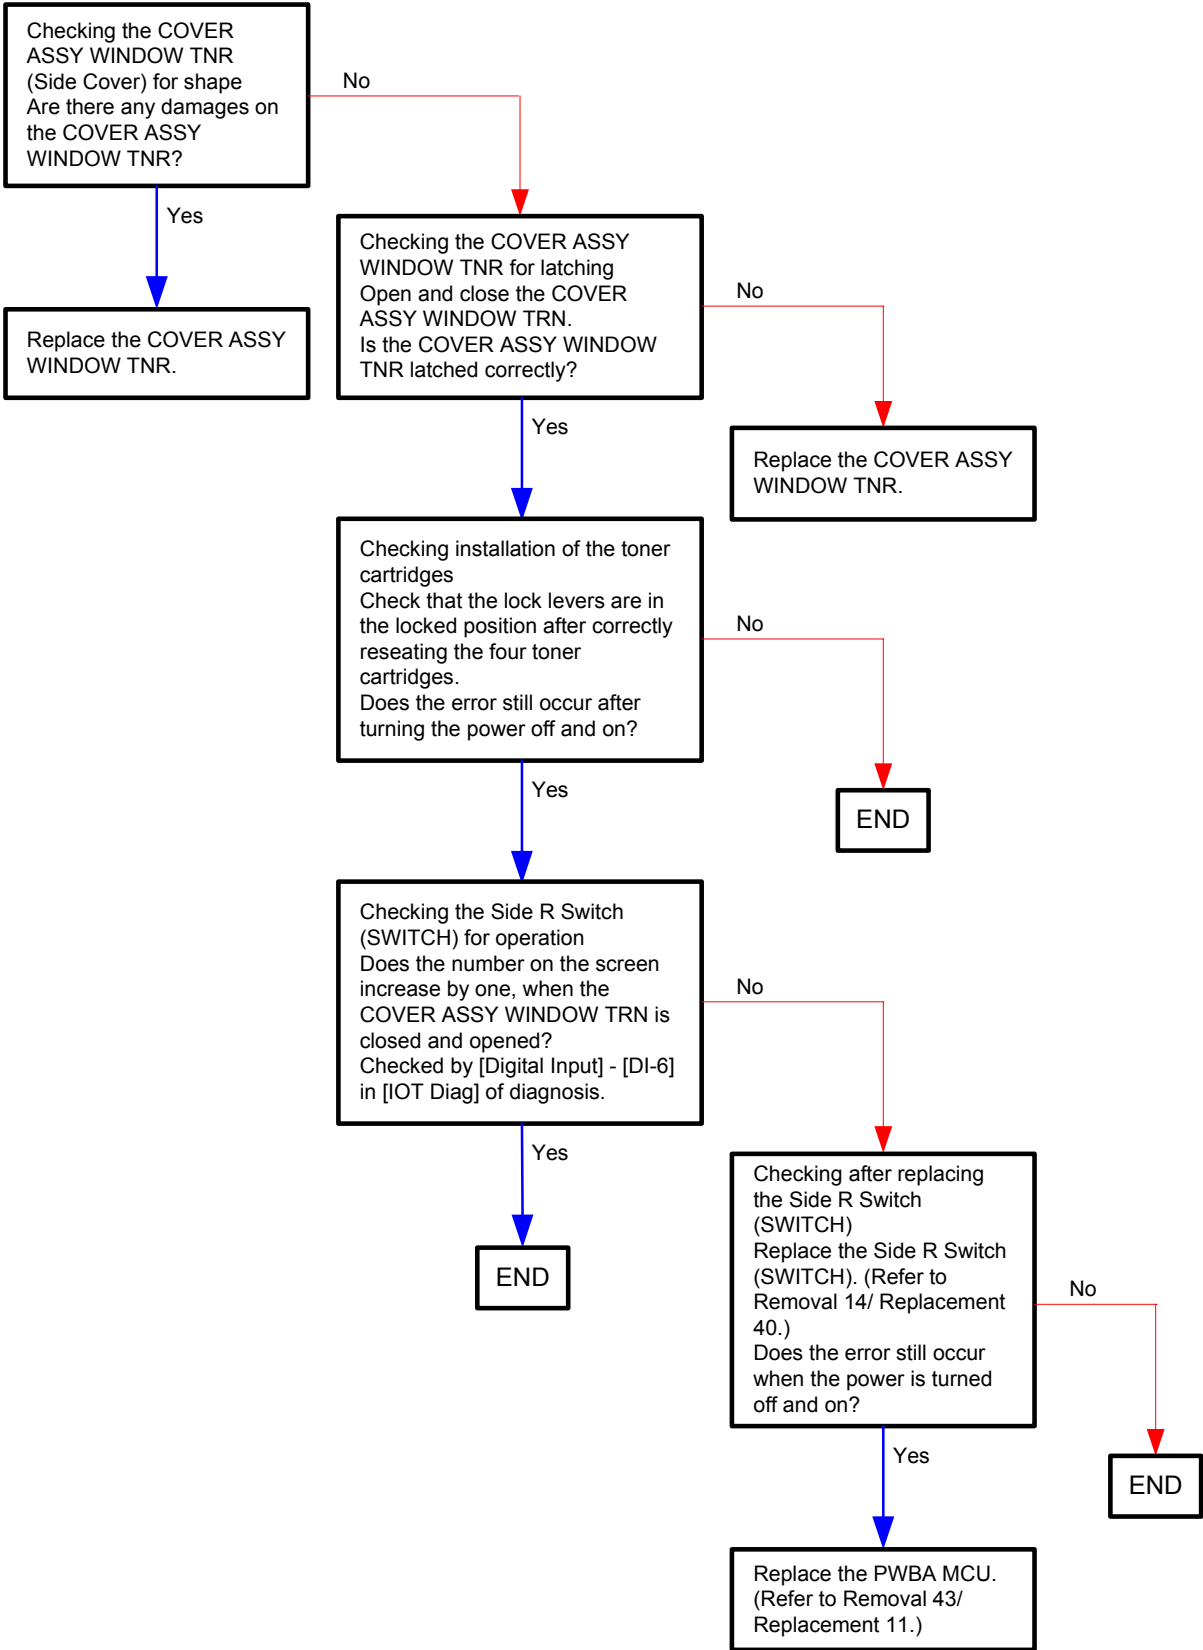 Checking the COVER
ASSY WINDOW TNR
(Side Cover) for shape
Are there any damages on
the COVER ASSY
WINDOW TNR?
No
Yes
Replace the COVER ASSY
WINDOW TNR.
Checking the COVER ASSY
WINDOW TNR for latching
Open and close the COVER
ASSY WINDOW TRN.
Is the COVER ASSY WINDOW
TNR latched correctly?
No
Yes
Replace the COVER ASSY
WINDOW TNR.
Checking installation of the toner
cartridges
Check that the lock levers are in
the locked position after correctly
reseating the four toner
cartridges.
Does the error still occur after
turning the power off and on?
No
Yes
END
Checking the Side R Switch
(SWITCH) for operation
Does the number on the screen
increase by one, when the
COVER ASSY WINDOW TRN is
closed and opened?
Checked by [Digital Input] - [DI-6]
in [IOT Diag] of diagnosis.
No
Yes
END
Checking after replacing
the Side R Switch
(SWITCH)
Replace the Side R Switch
(SWITCH). (Refer to
Removal 14/ Replacement
40.)
Does the error still occur
when the power is turned
off and on?
No
Yes
END
Replace the PWBA MCU.
(Refer to Removal 43/
Replacement 11.)